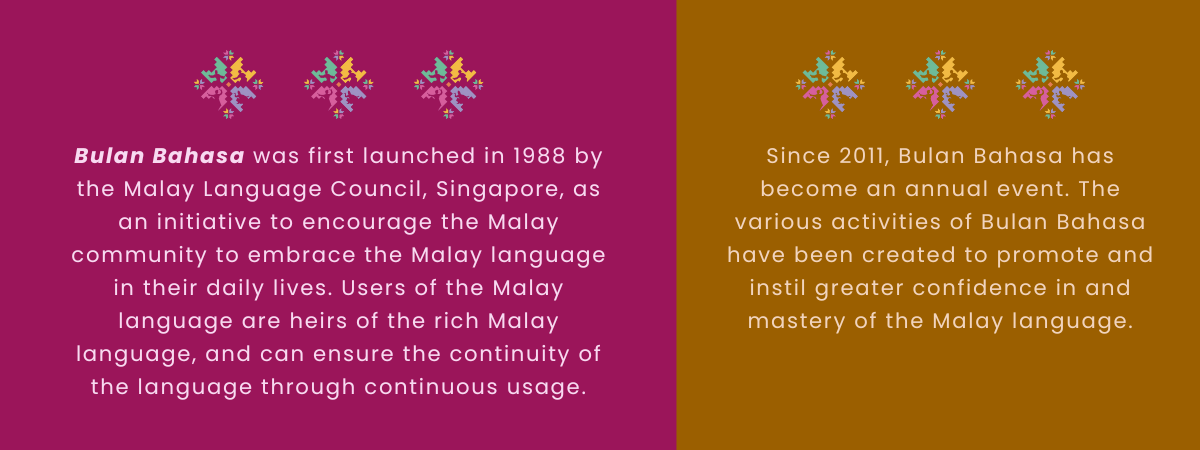 Bulan Bahasa was first launched in 1988 by
the Malay Language Council, Singapore, as
an initiative to encourage the Malay
community to embrace the Malay language
in their daily lives. Users of the Malay
language are heirs of the rich Malay
language, and can ensure the continuity of
the language through continuous usage.
Since 2011, Bulan Bahasa has
become an annual event. The
various activities of Bulan Bahasa
have been created to promote and
instil greater confidence in and
mastery of the Malay language.